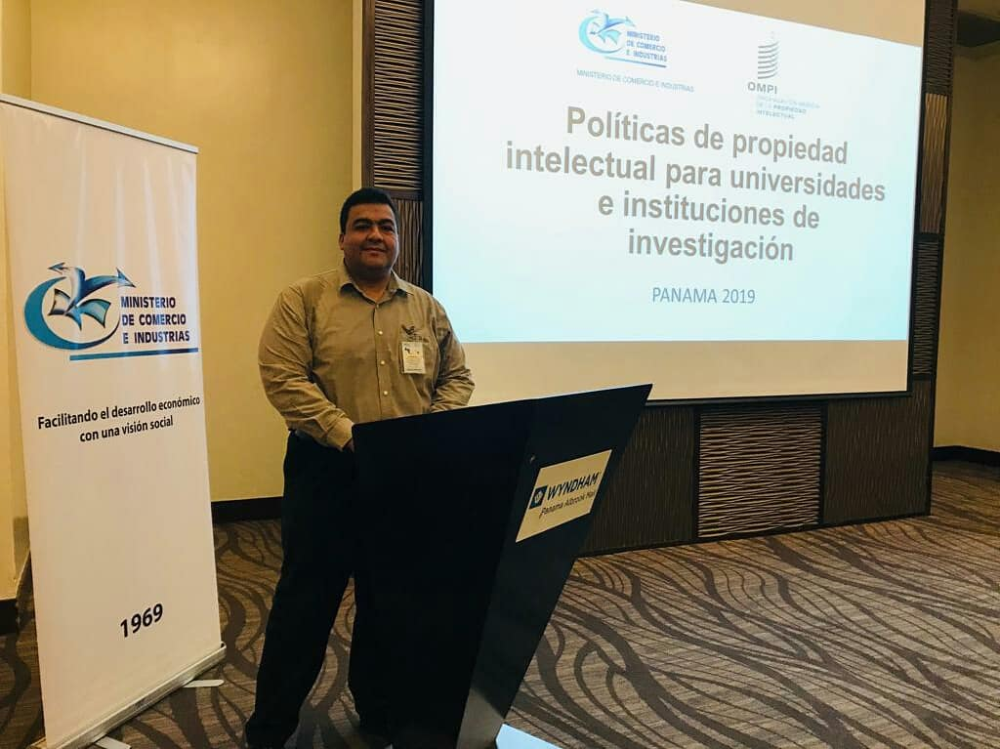 MINISTERIO
DE COMERCIO
E INDUSTRIAS
Facilitando el desarrollo económico
con una visión social
1969
MINISTERIO
DE COMERCIO
E INDUSTRIAS
MINISTERIO DE COMERCIO E INDUSTRIAS
OMPI
ORGANIZACIÓN MUNDIAL
DE LA PROPIEDAD
INTELECTUAL
Políticas de propiedad
intelectual para universidades
e instituciones de
investigación
PANAMA 2019
WYNDHAM
Panama Albrook Mall